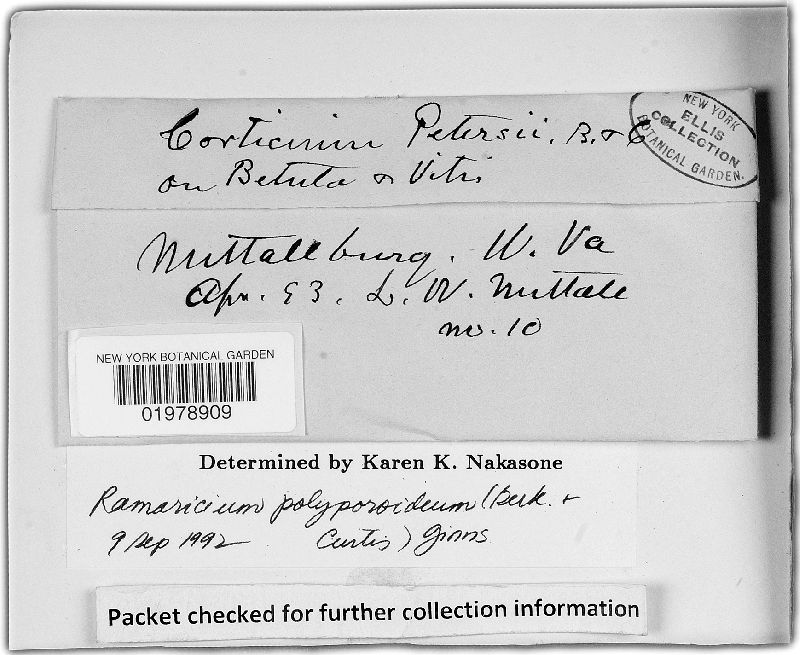 Corticium Petersii. B. & C
on Betula & Vitis
NEW YORK
ELLIS
COLLECTION
BOTANICAL GARDEN.
Nuttallburg. W. Va
Apr. 93. L. W. Nuttall
no. 10
NEW YORK BOTANICAL GARDEN
01978909
Determined by Karen K. Nakasone
Ramaricium polyporoideum (Berk. +
9 Sep 1992 Curtis) Ginns
Packet checked for further collection information